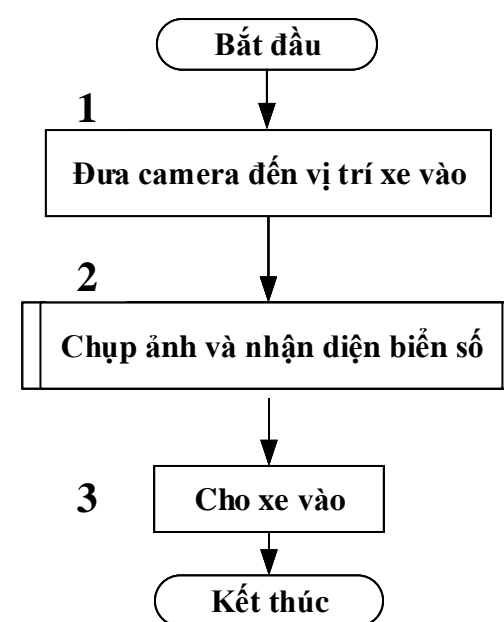 Bắt đầu
1
Đưa camera đến vị trí xe vào
2
Chụp ảnh và nhận diện biển số
3
Cho xe vào
Kết thúc